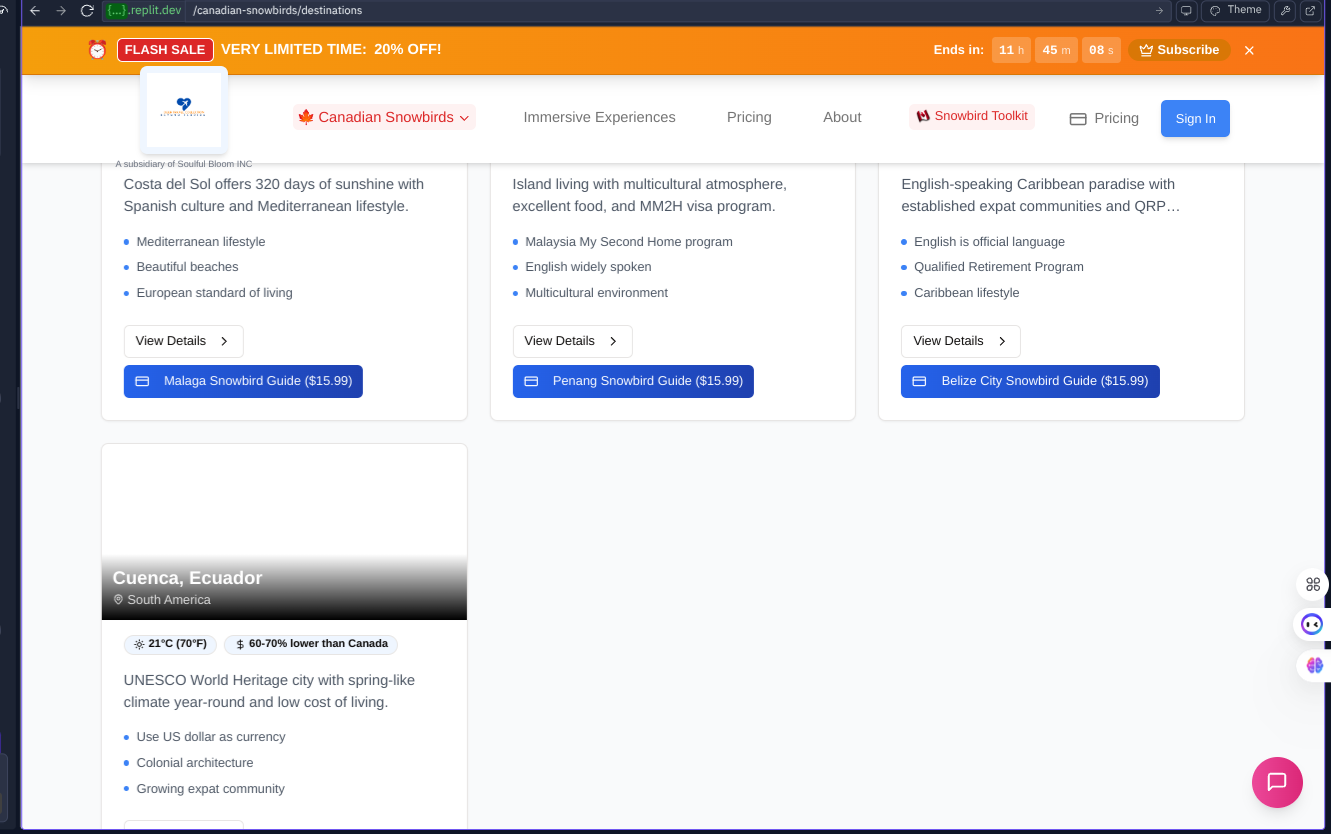 {...}.replit.dev /canadian-snowbirds/destinations
Theme
FLASH SALE VERY LIMITED TIME: 20% OFF!
Ends in: 11 h 45 m 08 s Subscribe
Canadian Snowbirds
Immersive Experiences
Pricing
About
Snowbird Toolkit
Pricing
Sign In
A subsidiary of Soulful Bloom INC
Costa del Sol offers 320 days of sunshine with
Spanish culture and Mediterranean lifestyle.
Mediterranean lifestyle
Beautiful beaches
European standard of living
View Details
Malaga Snowbird Guide ($15.99)
Island living with multicultural atmosphere,
excellent food, and MM2H visa program.
Malaysia My Second Home program
English widely spoken
Multicultural environment
View Details
Penang Snowbird Guide ($15.99)
English-speaking Caribbean paradise with
established expat communities and QRP…
English is official language
Qualified Retirement Program
Caribbean lifestyle
View Details
Belize City Snowbird Guide ($15.99)
Cuenca, Ecuador
South America
21°C (70°F)
60-70% lower than Canada
UNESCO World Heritage city with spring-like
climate year-round and low cost of living.
Use US dollar as currency
Colonial architecture
Growing expat community